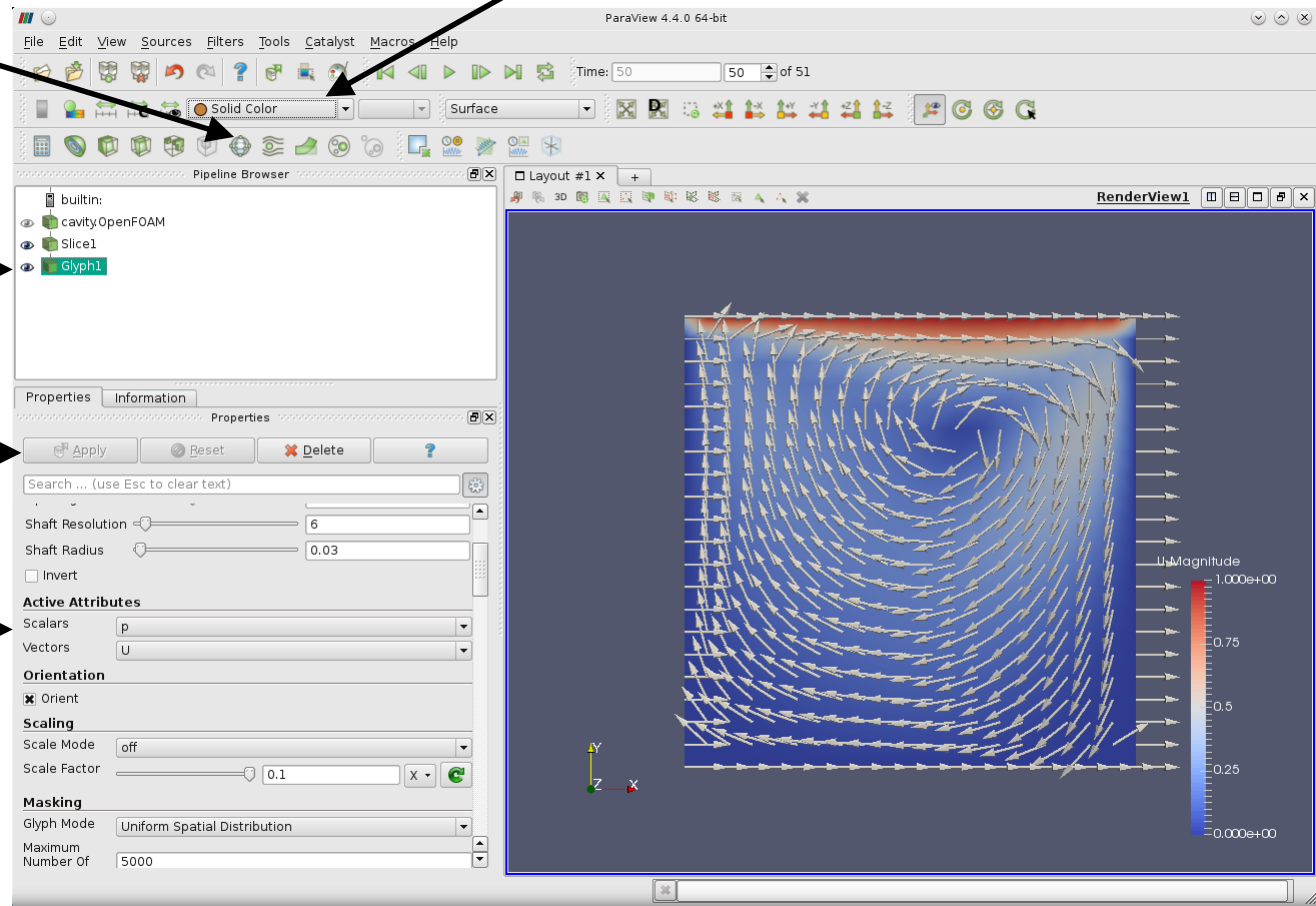 ParaView 4.4.0 64-bit
File Edit View Sources Filters Tools Catalyst Macros Help
Time: 50 50 of 51
Solid Color Surface
Pipeline Browser
Layout #1 +
builtin:
3D
RenderView1
cavity.OpenFOAM
Slice1
Glyph1
Properties Information
Properties
Apply Reset Delete ?
Search ... (use Esc to clear text)
Shaft Resolution 6
Shaft Radius 0.03
Invert
Active Attributes
Scalars p
Vectors U
Orientation
Orient
Scaling
Scale Mode off
Scale Factor 0.1 X
Masking
Glyph Mode Uniform Spatial Distribution
Maximum
Number Of 5000
U Magnitude
1.000e+00
0.75
0.5
0.25
0.000e+00
Y
Z X